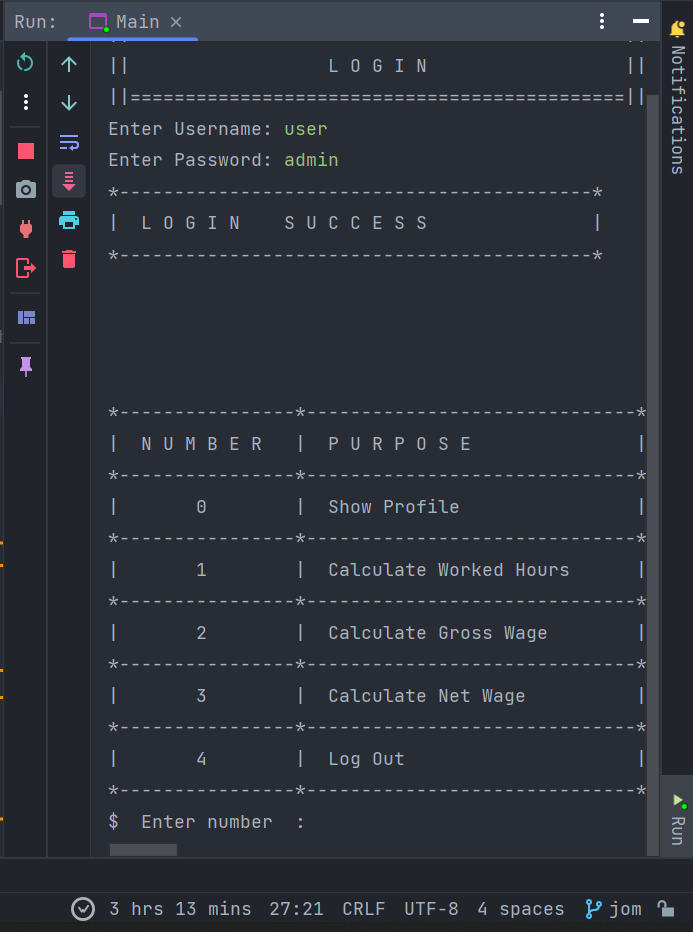 Run: Main
|| L O G I N ||
||=============================================||
Enter Username: user
Enter Password: admin
*-------------------------------------------*
| L O G I N   S U C C E S S |
*-------------------------------------------*
*----------------*------------------------------*
| N U M B E R | P U R P O S E |
*----------------*------------------------------*
| 0 | Show Profile |
*----------------*------------------------------*
| 1 | Calculate Worked Hours |
*----------------*------------------------------*
| 2 | Calculate Gross Wage |
*----------------*------------------------------*
| 3 | Calculate Net Wage |
*----------------*------------------------------*
| 4 | Log Out |
*----------------*------------------------------*
$ Enter number :
Notifications
Run
3 hrs 13 mins 27:21 CRLF UTF-8 4 spaces jom